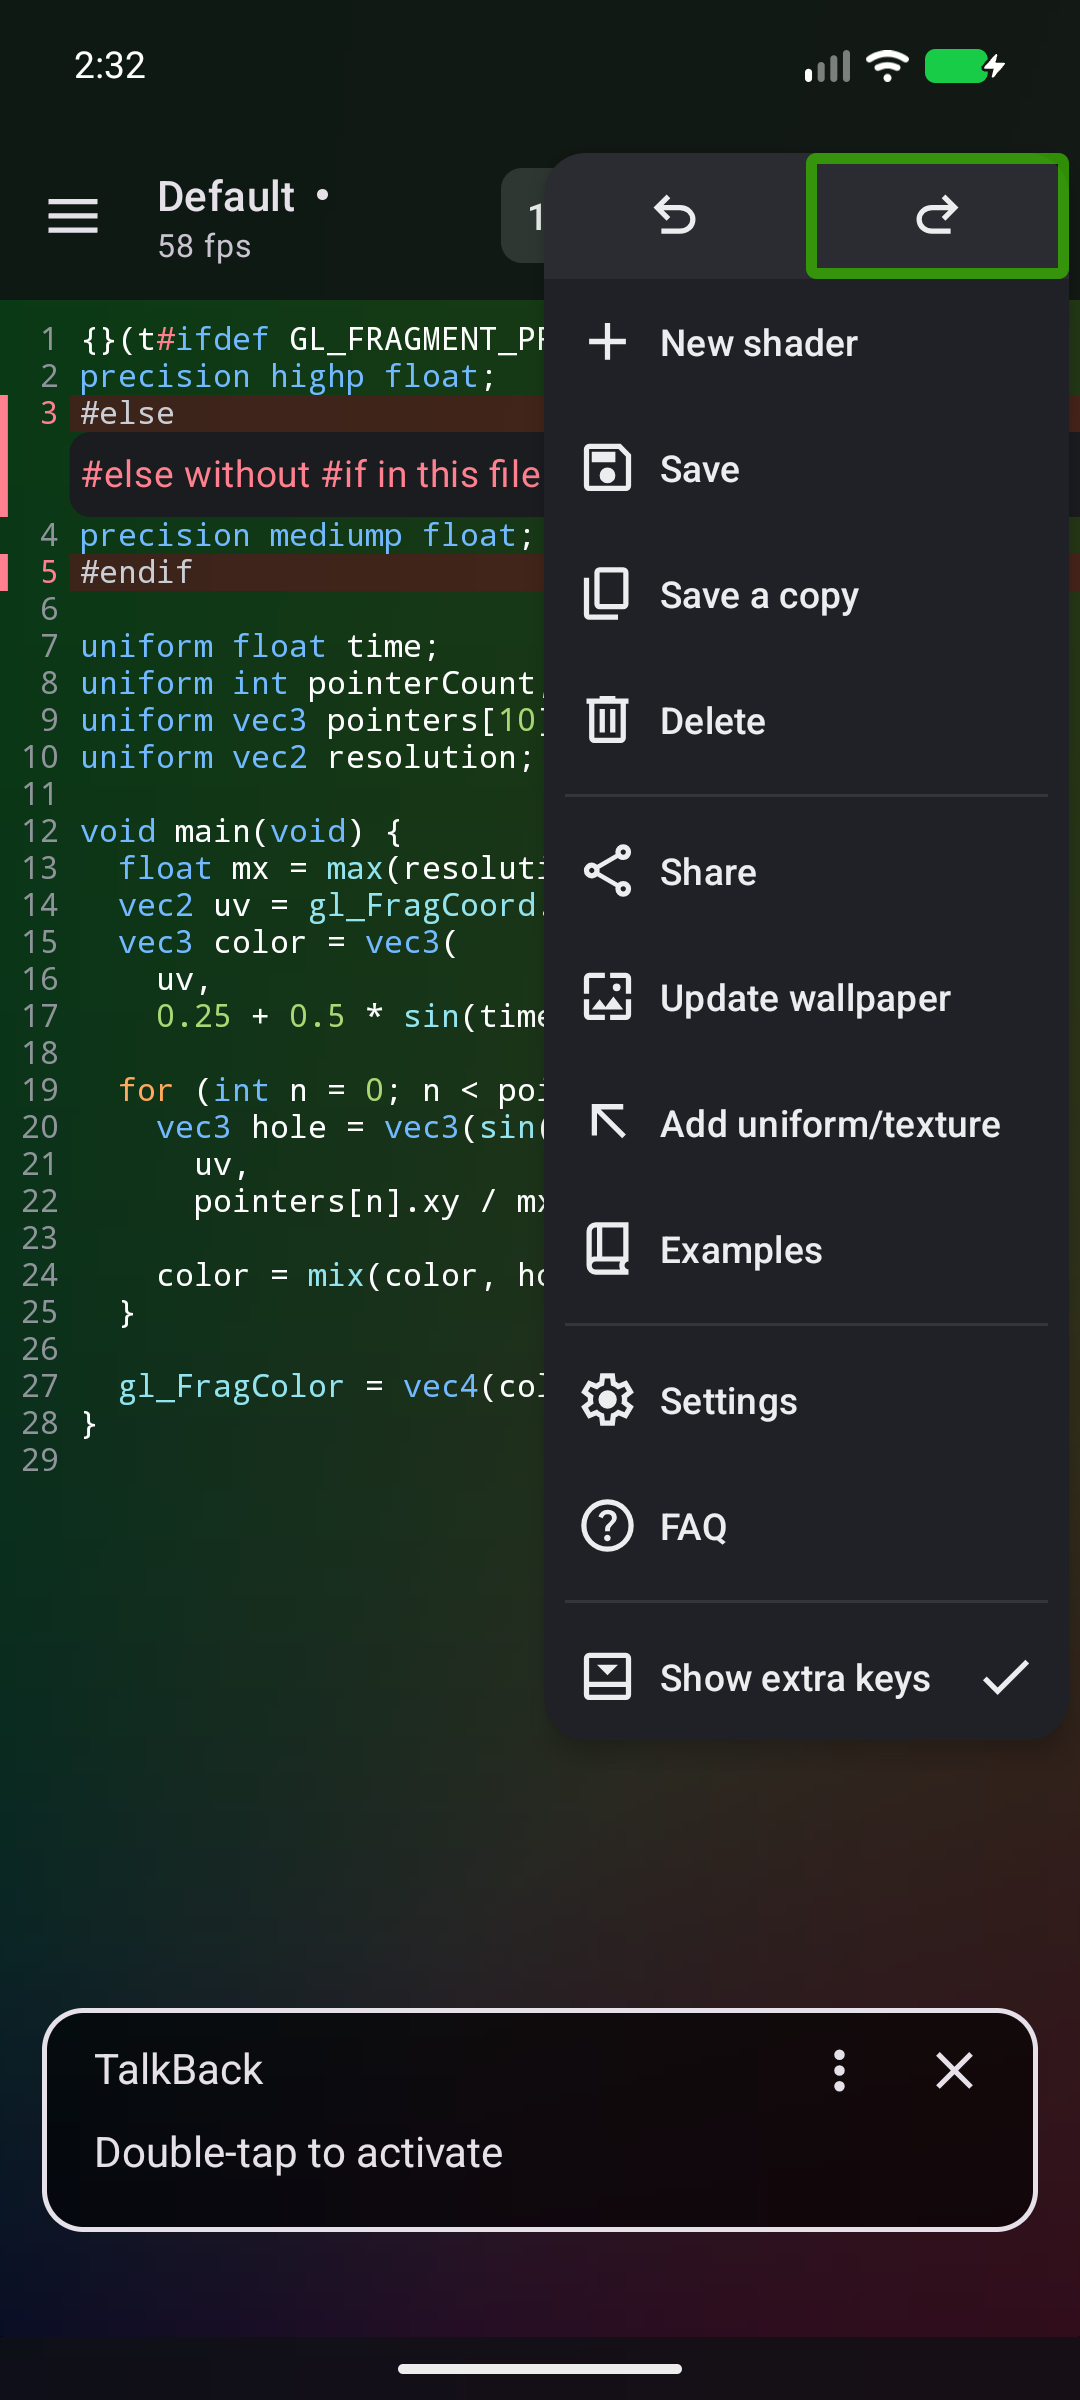 2:32
Default •
58 fps
1
1 {}(t#ifdef GL_FRAGMENT_PR
2 precision highp float;
3 #else
#else without #if in this file
4 precision mediump float;
5 #endif
6
7 uniform float time;
8 uniform int pointerCount;
9 uniform vec3 pointers[10]
10 uniform vec2 resolution;
11
12 void main(void) {
13 float mx = max(resoluti
14 vec2 uv = gl_FragCoord.
15 vec3 color = vec3(
16 uv,
17 0.25 + 0.5 * sin(time
18
19 for (int n = 0; n < poi
20 vec3 hole = vec3(sin(
21 uv,
22 pointers[n].xy / mx
23
24 color = mix(color, ho
25 }
26
27 gl_FragColor = vec4(col
28 }
29
New shader
Save
Save a copy
Delete
Share
Update wallpaper
Add uniform/texture
Examples
Settings
FAQ
Show extra keys
TalkBack
Double-tap to activate